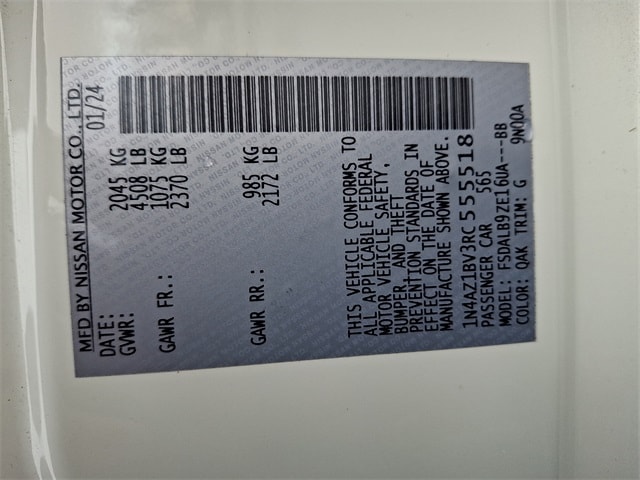 MFD BY NISSAN MOTOR CO., LTD.
DATE: 01/24
GVWR: 2045 KG
4508 LB
GAWR FR.: 1075 KG
2370 LB
GAWR RR.: 985 KG
2172 LB
THIS VEHICLE CONFORMS TO
ALL APPLICABLE FEDERAL
MOTOR VEHICLE SAFETY,
BUMPER, AND THEFT
PREVENTION STANDARDS IN
EFFECT ON THE DATE OF
MANUFACTURE SHOWN ABOVE.
1N4AZ1BV3RC555518
PASSENGER CAR 565
MODEL: FSDALB9ZE16UA---BB
COLOR: QAK TRIM: G 9N00A